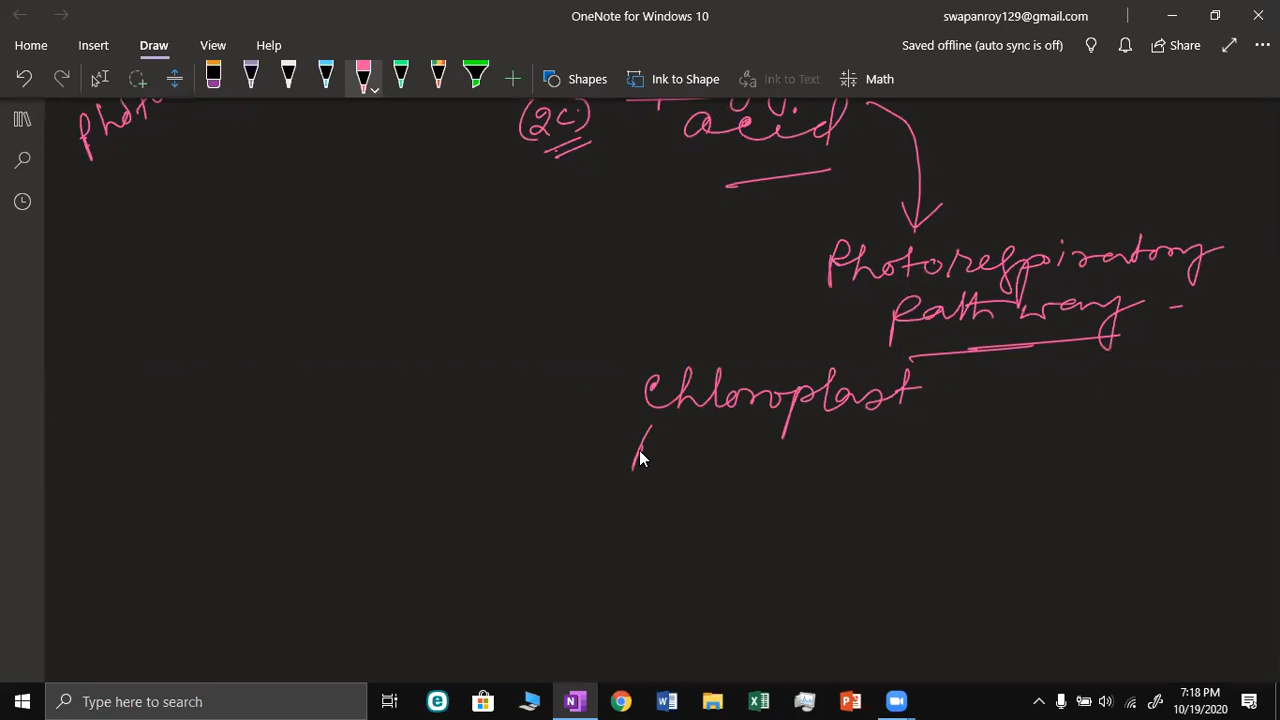 OneNote for Windows 10
swapanroy129@gmail.com
Home Insert Draw View Help
Saved offline (auto sync is off)
Share
Shapes
Ink to Shape
Ink to Text
Math
photo
(2c)
acid
Photorespiratory
Pathway -
Chloroplast
Type here to search
7:18 PM
10/19/2020